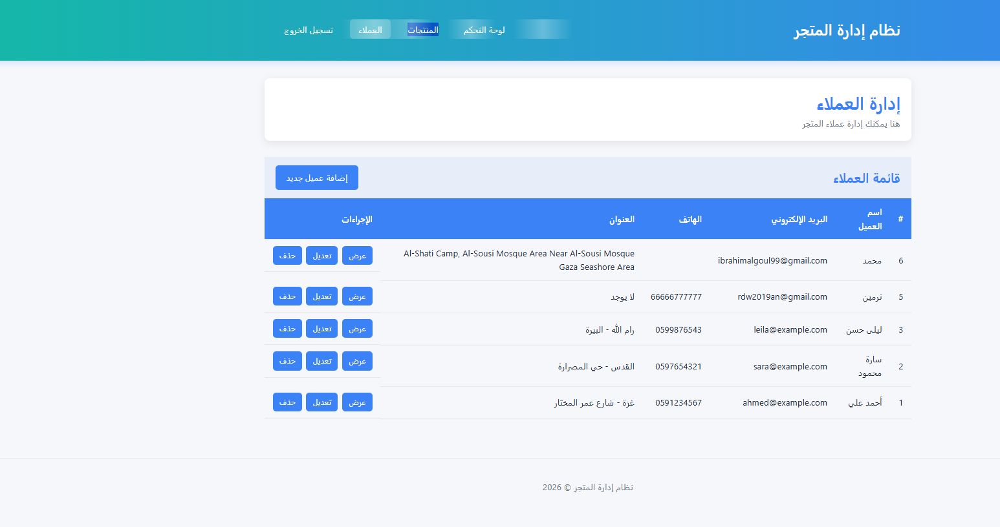 نظام إدارة المتجر
لوحة التحكم المنتجات العملاء تسجيل الخروج
إدارة العملاء
هنا يمكنك إدارة عملاء المتجر
قائمة العملاء إضافة عميل جديد
# اسم العميل البريد الإلكتروني الهاتف العنوان الإجراءات
6 محمد ibrahimalgoul99@gmail.com Al-Shati Camp, Al-Sousi Mosque Area Near Al-Sousi Mosque عرض تعديل حذف
Gaza Seashore Area
5 نرمين rdw2019an@gmail.com 66666777777 لا يوجد عرض تعديل حذف
3 ليلى حسن leila@example.com 0599876543 رام الله - البيرة عرض تعديل حذف
2 سارة محمود sara@example.com 0597654321 القدس - حي المصرارة عرض تعديل حذف
1 أحمد علي ahmed@example.com 0591234567 غزة - شارع عمر المختار عرض تعديل حذف
نظام إدارة المتجر © 2026